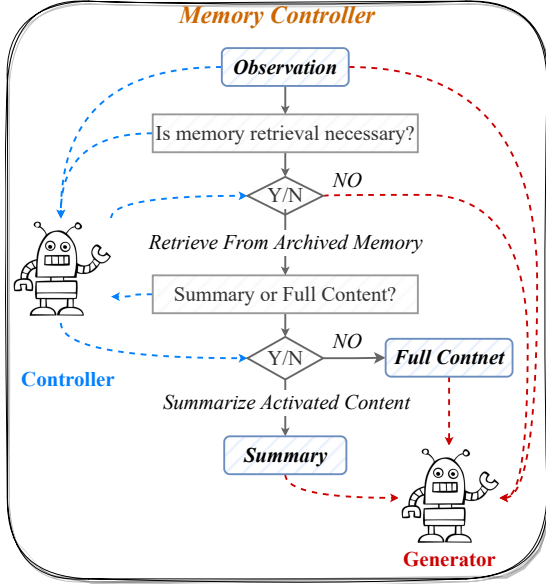 Memory Controller
Observation
Is memory retrieval necessary?
Y/N
NO
Retrieve From Archived Memory
Summary or Full Content?
Y/N
NO
Full Contnet
Controller
Summarize Activated Content
Summary
Generator